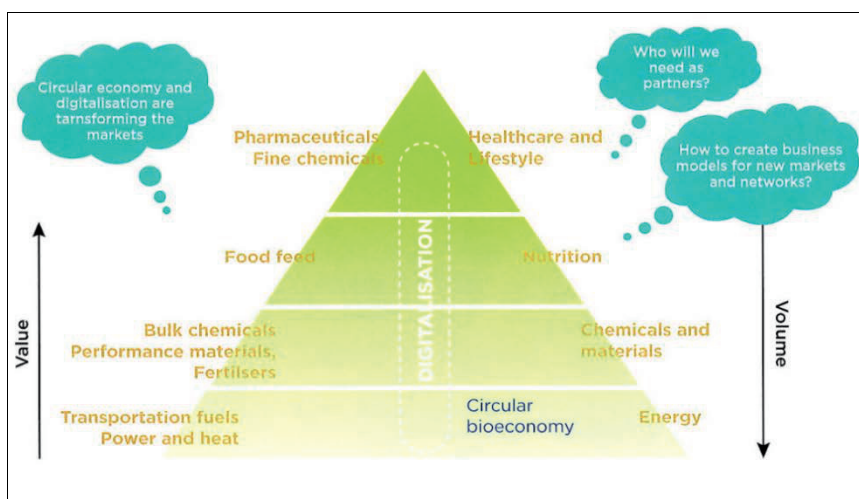 Circular economy and
digitalisation are
tarnsforming the
markets
Who will we
need as
partners?
How to create business
models for new markets
and networks?
Pharmaceuticals,
Fine chemicals
Healthcare and
Lifestyle
Food feed
Nutrition
Bulk chemicals
Performance materials,
Fertilsers
Chemicals and
materials
Transportation fuels
Power and heat
Circular
bioeconomy
Energy
DIGITALISATION
Value
Volume